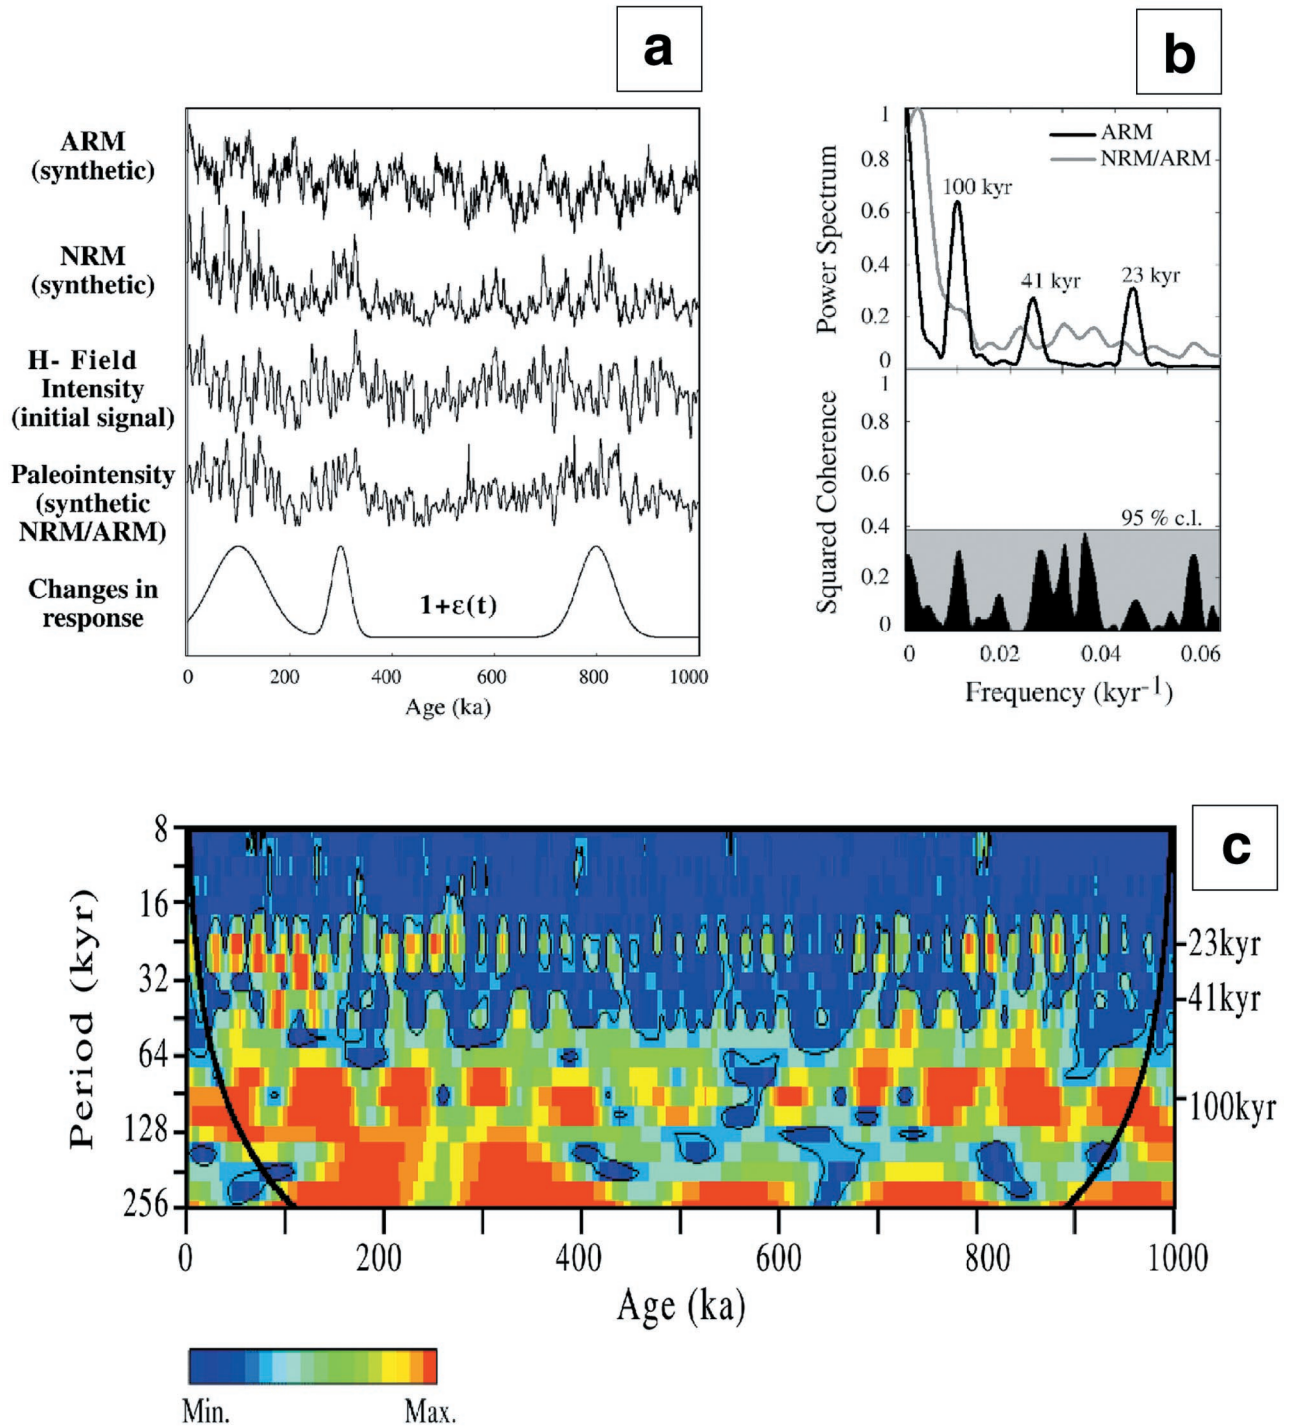 a
ARM
(synthetic)
NRM
(synthetic)
H- Field
Intensity
(initial signal)
Paleointensity
(synthetic
NRM/ARM)
Changes in
response
1+ε(t)
0 200 400 600 800 1000
Age (ka)
b
Power Spectrum
1
0.8
0.6
0.4
0.2
0
ARM
NRM/ARM
100 kyr
41 kyr
23 kyr
Squared Coherence
1
0.8
0.6
0.4
0.2
0
95 % c.l.
0 0.02 0.04 0.06
Frequency (kyr-1)
c
Period (kyr)
8
16
32
64
128
256
23kyr
41kyr
100kyr
0 200 400 600 800 1000
Age (ka)
Min. Max.